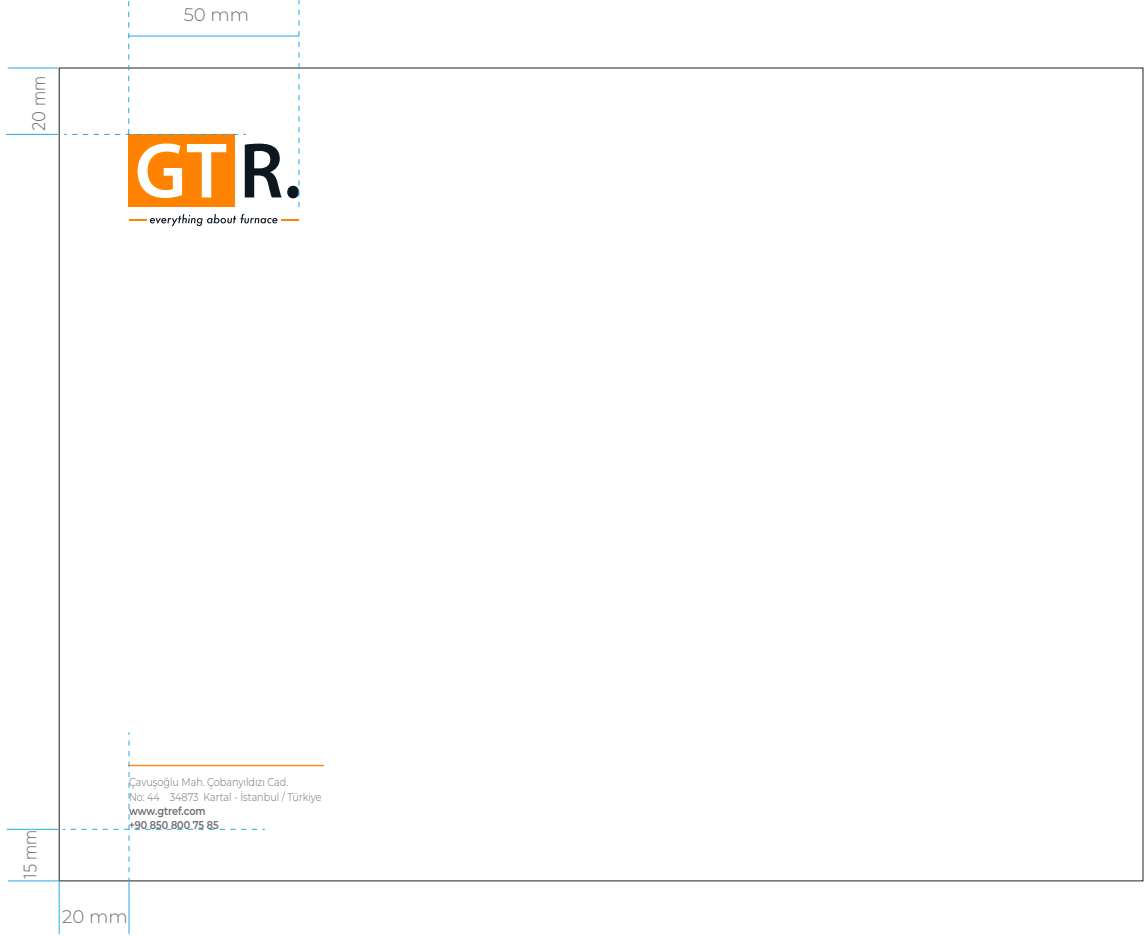 50 mm
20 mm
GTR.
everything about furnace
Çavuşoğlu Mah. Çobanyıldızı Cad.
No: 44 34873 Kartal - İstanbul / Türkiye
www.gtref.com
+90 850 800 75 85
15 mm
20 mm